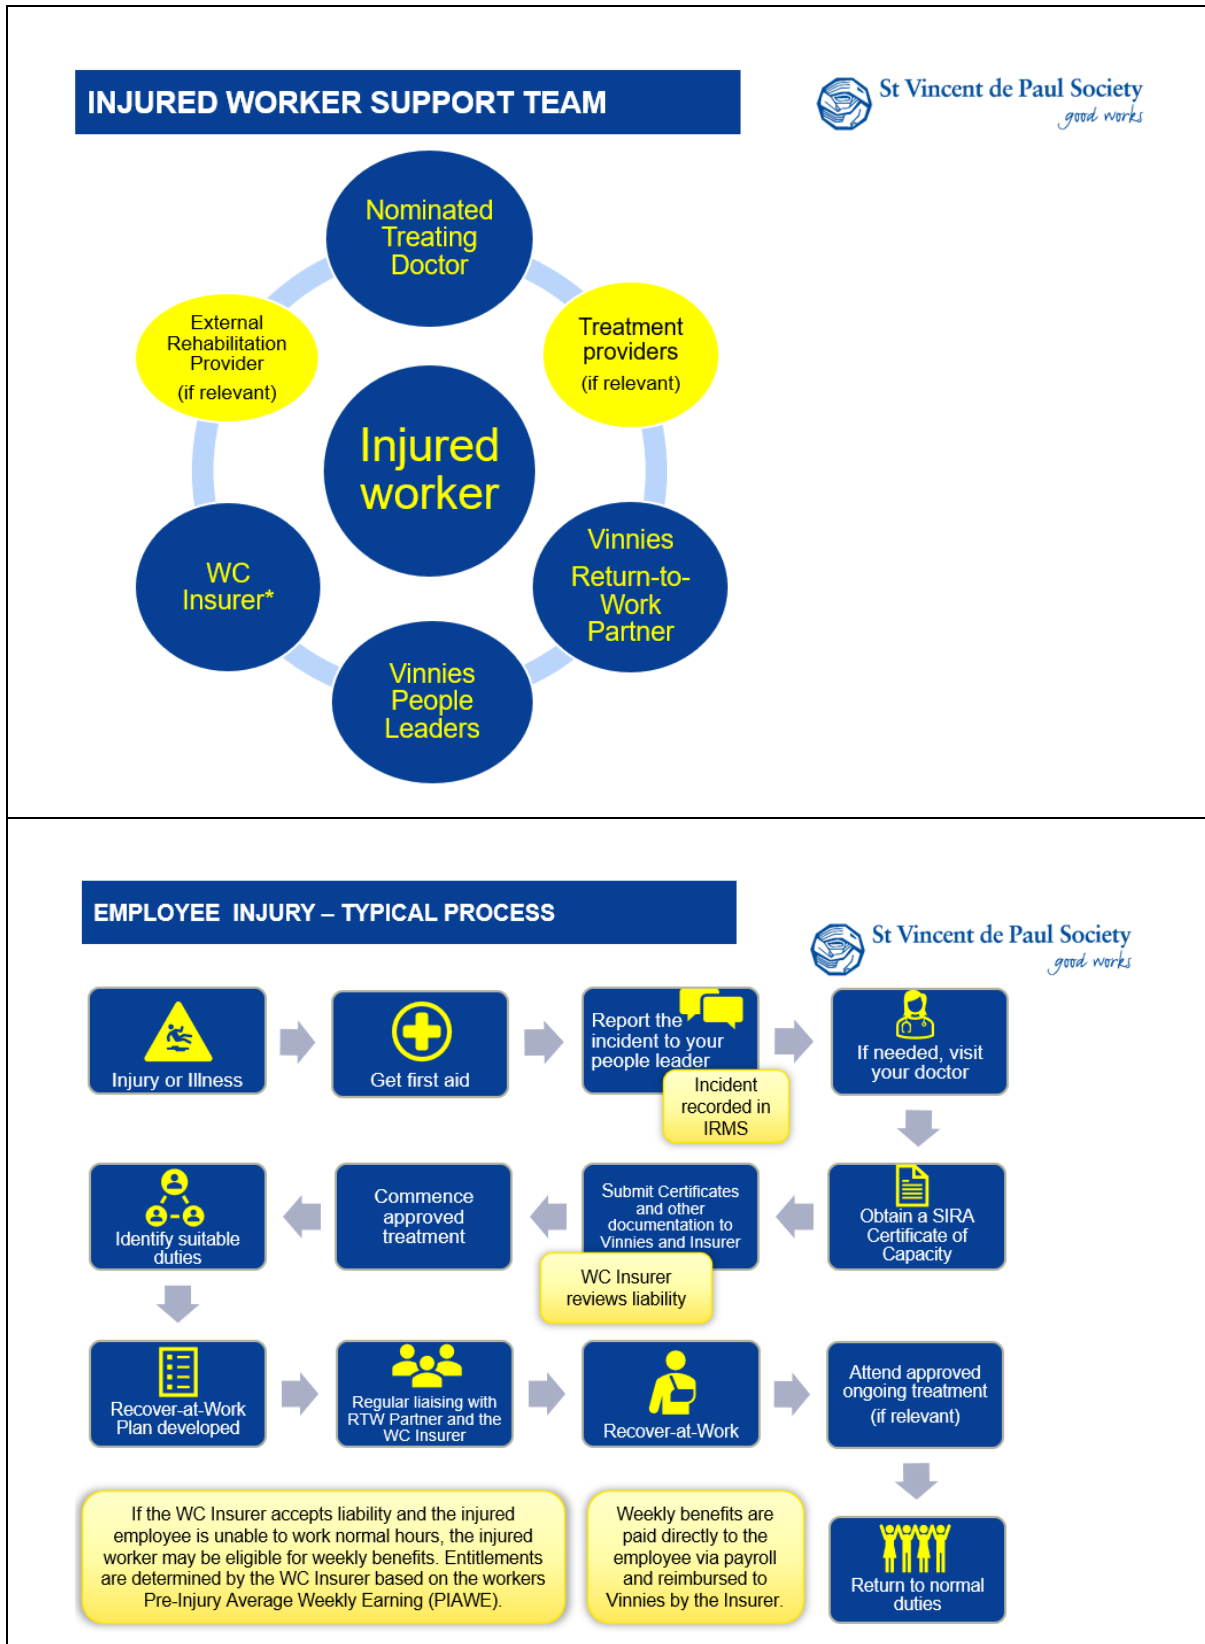 INJURED WORKER SUPPORT TEAM
St Vincent de Paul Society
good works
Nominated
Treating
Doctor
External
Rehabilitation
Provider
(if relevant)
Treatment
providers
(if relevant)
Injured
worker
WC
Insurer*
Vinnies
Return-to-
Work
Partner
Vinnies
People
Leaders
EMPLOYEE INJURY – TYPICAL PROCESS
St Vincent de Paul Society
good works
Injury or Illness
Get first aid
Report the
incident to your
people leader
Incident
recorded in
IRMS
If needed, visit
your doctor
Obtain a SIRA
Certificate of
Capacity
Submit Certificates
and other
documentation to
Vinnies and Insurer
WC Insurer
reviews liability
Commence
approved
treatment
Identify suitable
duties
Recover-at-Work
Plan developed
Regular liaising with
RTW Partner and the
WC Insurer
Recover-at-Work
Attend approved
ongoing treatment
(if relevant)
Return to normal
duties
If the WC Insurer accepts liability and the injured
employee is unable to work normal hours, the injured
worker may be eligible for weekly benefits. Entitlements
are determined by the WC Insurer based on the workers
Pre-Injury Average Weekly Earning (PIAWE).
Weekly benefits are
paid directly to the
employee via payroll
and reimbursed to
Vinnies by the Insurer.